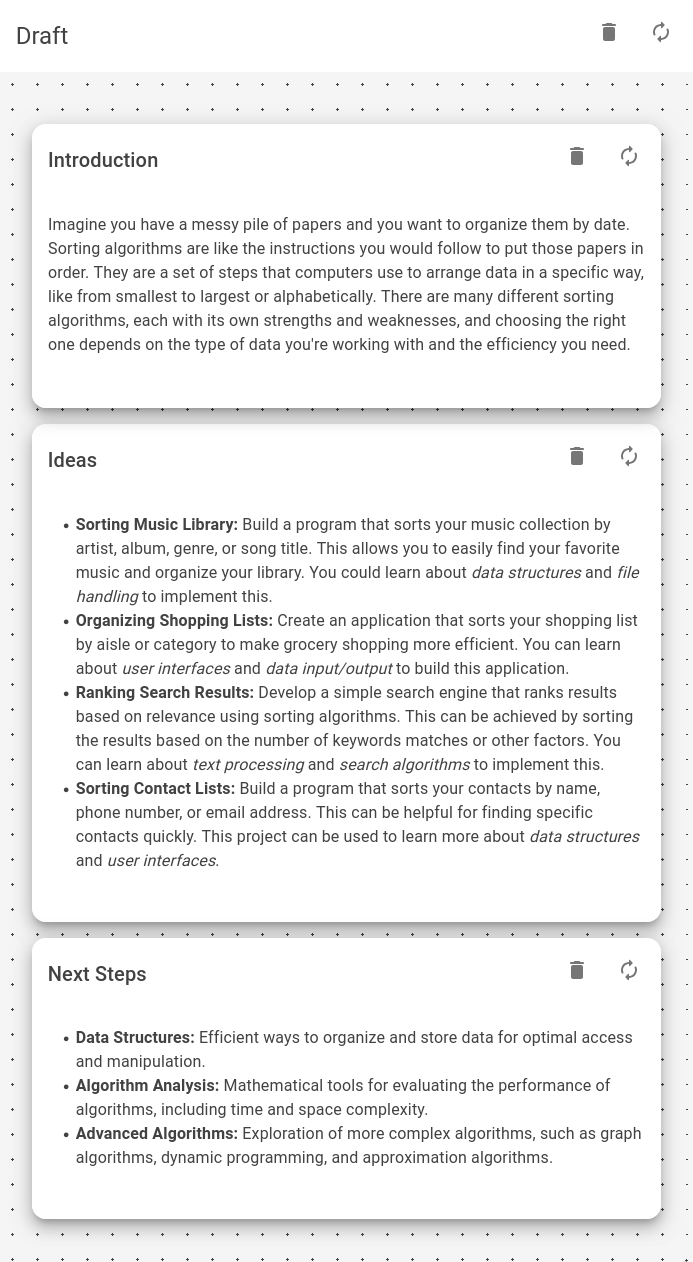 Draft
Introduction
Imagine you have a messy pile of papers and you want to organize them by date.
Sorting algorithms are like the instructions you would follow to put those papers in
order. They are a set of steps that computers use to arrange data in a specific way,
like from smallest to largest or alphabetically. There are many different sorting
algorithms, each with its own strengths and weaknesses, and choosing the right
one depends on the type of data you're working with and the efficiency you need.
Ideas
• Sorting Music Library: Build a program that sorts your music collection by
artist, album, genre, or song title. This allows you to easily find your favorite
music and organize your library. You could learn about data structures and file
handling to implement this.
• Organizing Shopping Lists: Create an application that sorts your shopping list
by aisle or category to make grocery shopping more efficient. You can learn
about user interfaces and data input/output to build this application.
• Ranking Search Results: Develop a simple search engine that ranks results
based on relevance using sorting algorithms. This can be achieved by sorting
the results based on the number of keywords matches or other factors. You
can learn about text processing and search algorithms to implement this.
• Sorting Contact Lists: Build a program that sorts your contacts by name,
phone number, or email address. This can be helpful for finding specific
contacts quickly. This project can be used to learn more about data structures
and user interfaces.
Next Steps
• Data Structures: Efficient ways to organize and store data for optimal access
and manipulation.
• Algorithm Analysis: Mathematical tools for evaluating the performance of
algorithms, including time and space complexity.
• Advanced Algorithms: Exploration of more complex algorithms, such as graph
algorithms, dynamic programming, and approximation algorithms.